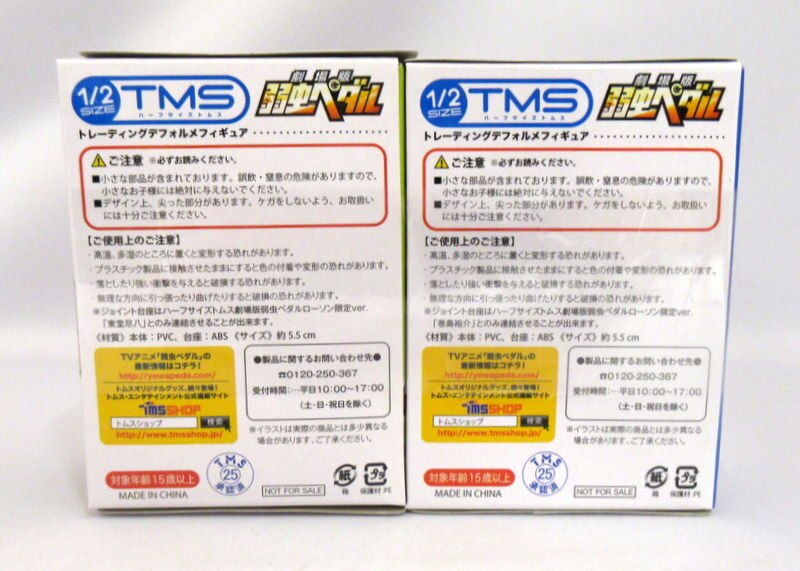 1/2
SIZE
TMS
ハーフサイズトムス
劇場版
弱虫ペダル
トレーディングデフォルメフィギュア
ご注意 ※必ずお読みください。
■小さな部品が含まれております。誤飲・窒息の危険がありますので、
小さなお子様には絶対に与えないでください。
■デザイン上、尖った部分があります。ケガをしないよう、お取扱い
には十分ご注意ください。
【ご使用上のご注意】
・高温、多湿のところに置くと変形する恐れがあります。
・プラスチック製品に接触させたままにすると色の付着や変形の恐れがあります。
・落としたり強い衝撃を与えると破損する恐れがあります。
・無理な方向に引っ張ったり曲げたりすると破損の恐れがあります。
※ジョイント台座はハーフサイズトムス劇場版弱虫ペダルローソン限定ver.
「東堂尽八」とのみ連結させることが出来ます。
《材質》本体：PVC、台座：ABS 《サイズ》約5.5cm
TVアニメ「弱虫ペダル」の
最新情報はコチラ！
http://yowapeda.com/
トムスオリジナルグッズ、続々登場！
トムス・エンタテインメント公式通販サイト
TMSSHOP
トムスショップ 検索
http://www.tmsshop.jp/
●製品に関するお問い合わせ先●
☎0120-250-367
受付時間：…平日10:00〜17:00
（土・日・祝日を除く）
※イラストは実際の商品とは多少異なる
場合があります。ご了承ください。
対象年齢15歳以上
MADE IN CHINA
TMS
25
承認済
NOT FOR SALE
紙
箱
プラ
保護材:PE
1/2
SIZE
TMS
ハーフサイズトムス
劇場版
弱虫ペダル
トレーディングデフォルメフィギュア
ご注意 ※必ずお読みください。
■小さな部品が含まれております。誤飲・窒息の危険がありますので、
小さなお子様には絶対に与えないでください。
■デザイン上、尖った部分があります。ケガをしないよう、お取扱い
には十分ご注意ください。
【ご使用上のご注意】
・高温、多湿のところに置くと変形する恐れがあります。
・プラスチック製品に接触させたままにすると色の付着や変形の恐れがあります。
・落としたり強い衝撃を与えると破損する恐れがあります。
・無理な方向に引っ張ったり曲げたりすると破損の恐れがあります。
※ジョイント台座はハーフサイズトムス劇場版弱虫ペダルローソン限定ver.
「巻島裕介」とのみ連結させることが出来ます。
《材質》本体：PVC、台座：ABS 《サイズ》約5.5cm
TVアニメ「弱虫ペダル」の
最新情報はコチラ！
http://yowapeda.com/
トムスオリジナルグッズ、続々登場！
トムス・エンタテインメント公式通販サイト
TMSSHOP
トムスショップ 検索
http://www.tmsshop.jp/
●製品に関するお問い合わせ先●
☎0120-250-367
受付時間：…平日10:00〜17:00
（土・日・祝日を除く）
※イラストは実際の商品とは多少異なる
場合があります。ご了承ください。
対象年齢15歳以上
MADE IN CHINA
TMS
25
承認済
NOT FOR SALE
紙
箱
プラ
保護材:PE